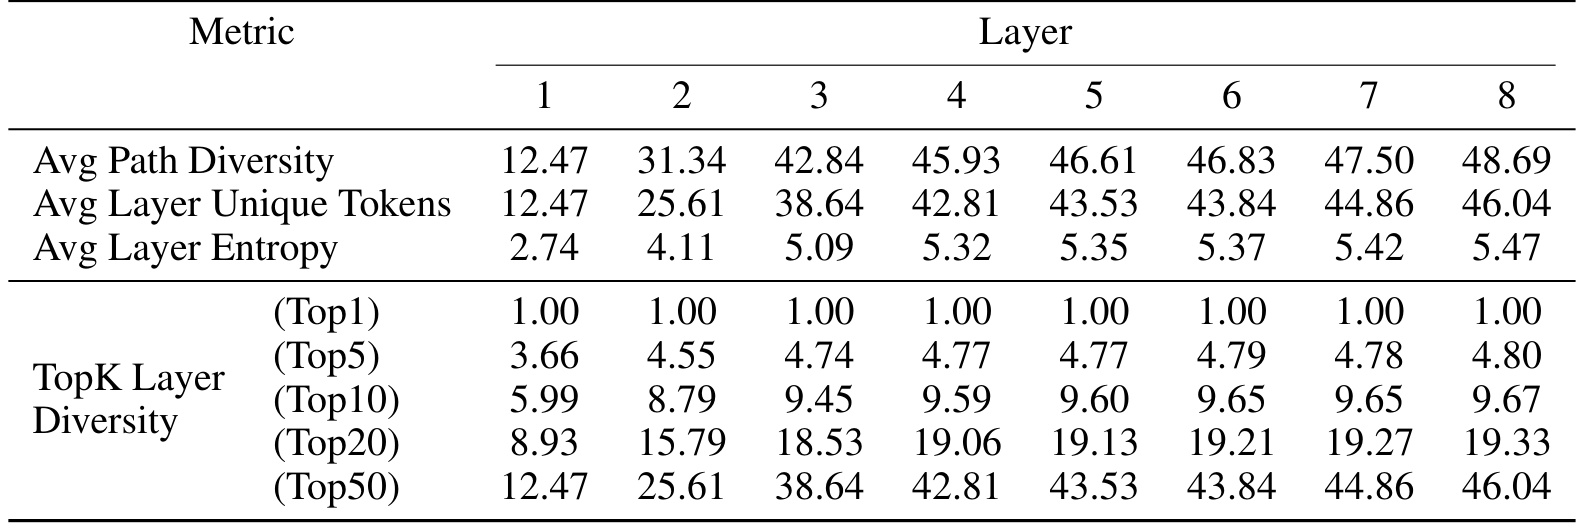 Metric Layer
1 2 3 4 5 6 7 8
Avg Path Diversity 12.47 31.34 42.84 45.93 46.61 46.83 47.50 48.69
Avg Layer Unique Tokens 12.47 25.61 38.64 42.81 43.53 43.84 44.86 46.04
Avg Layer Entropy 2.74 4.11 5.09 5.32 5.35 5.37 5.42 5.47
TopK Layer
Diversity
(Top1) 1.00 1.00 1.00 1.00 1.00 1.00 1.00 1.00
(Top5) 3.66 4.55 4.74 4.77 4.77 4.79 4.78 4.80
(Top10) 5.99 8.79 9.45 9.59 9.60 9.65 9.65 9.67
(Top20) 8.93 15.79 18.53 19.06 19.13 19.21 19.27 19.33
(Top50) 12.47 25.61 38.64 42.81 43.53 43.84 44.86 46.04